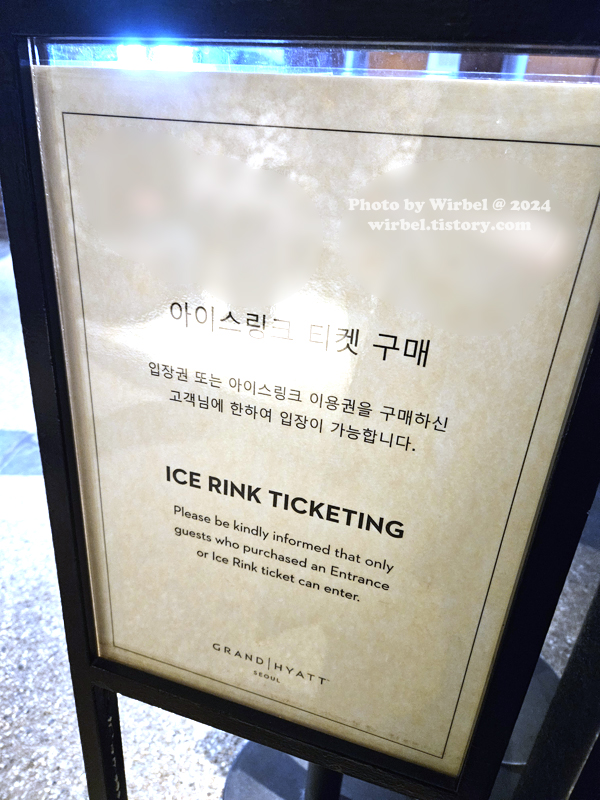 Photo by Wirbel @ 2024
wirbel.tistory.com
아이스링크 티켓 구매
입장권 또는 아이스링크 이용권을 구매하신
고객님에 한하여 입장이 가능합니다.
ICE RINK TICKETING
Please be kindly informed that only
guests who purchased an Entrance
or Ice Rink ticket can enter.
GRAND | HYATT
SEOUL